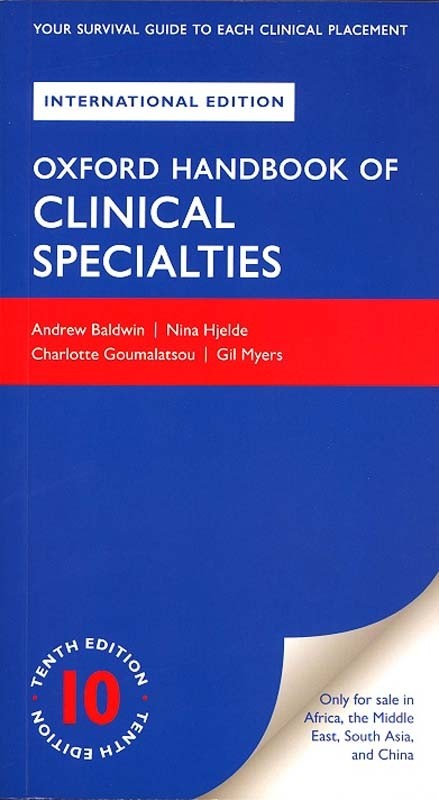 YOUR SURVIVAL GUIDE TO EACH CLINICAL PLACEMENT
INTERNATIONAL EDITION
OXFORD HANDBOOK OF
CLINICAL
SPECIALTIES
Andrew Baldwin | Nina Hjelde
Charlotte Goumalatsou | Gil Myers
TENTH EDITION
10
TENTH EDITION
Only for sale in
Africa, the Middle
East, South Asia,
and China